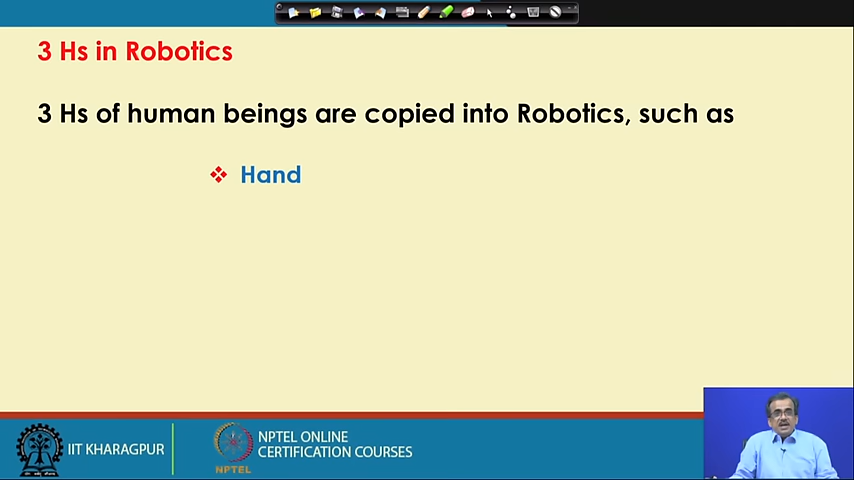 3 Hs in Robotics
3 Hs of human beings are copied into Robotics, such as
Hand
IIT KHARAGPUR
NPTEL
NPTEL ONLINE
CERTIFICATION COURSES